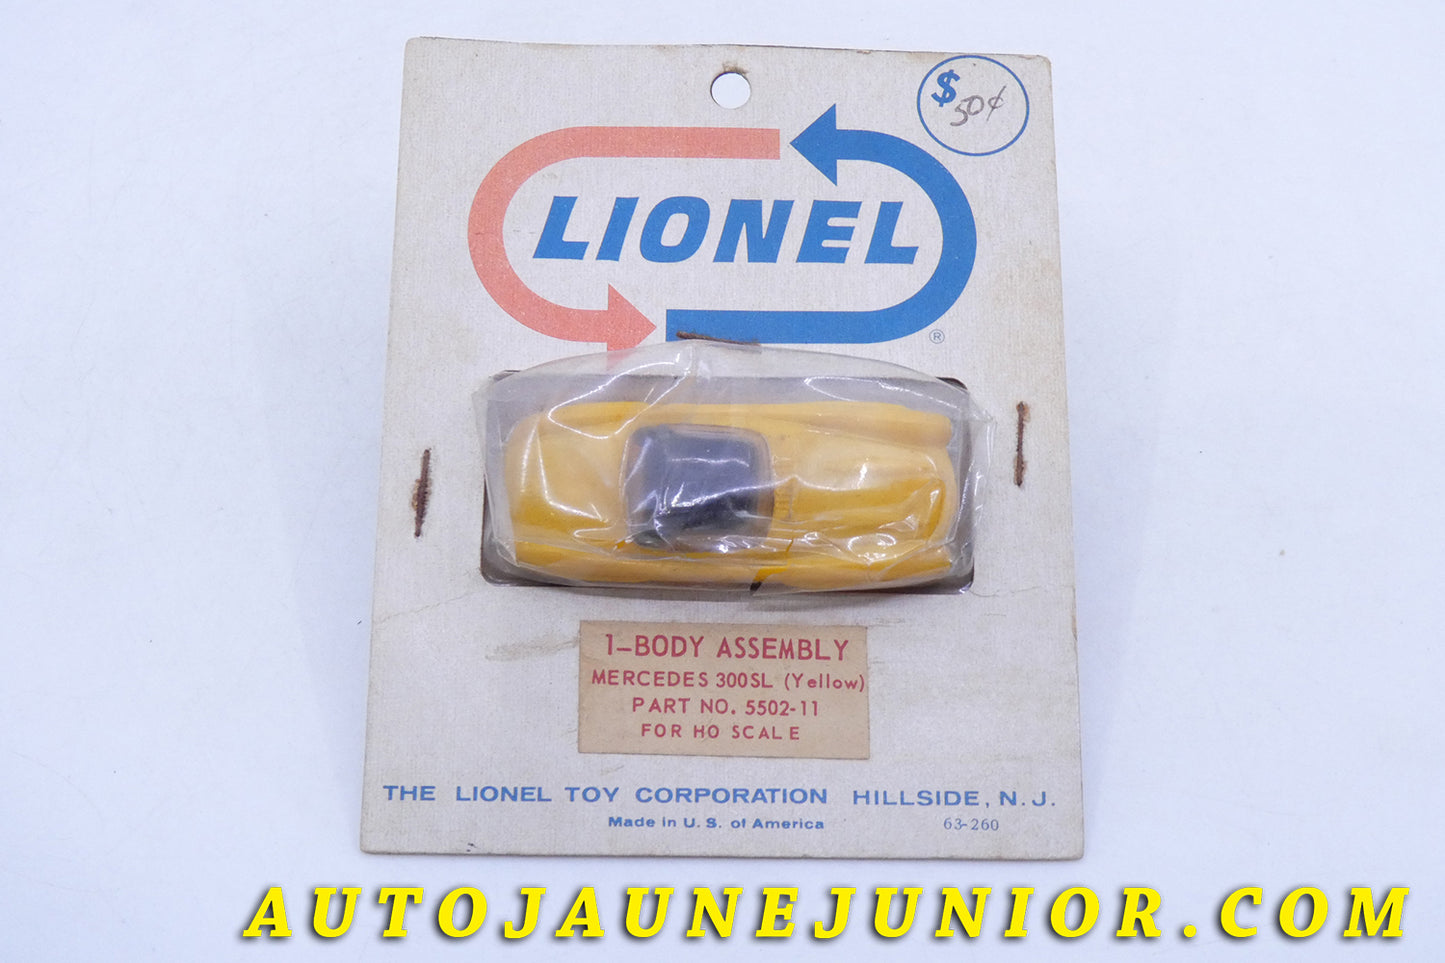 $ 50¢
LIONEL
®
1-BODY ASSEMBLY
MERCEDES 300SL (Yellow)
PART NO. 5502-11
FOR HO SCALE
THE LIONEL TOY CORPORATION HILLSIDE, N.J.
Made in U.S. of America 63-260
AUTOJAUNEJUNIOR.COM